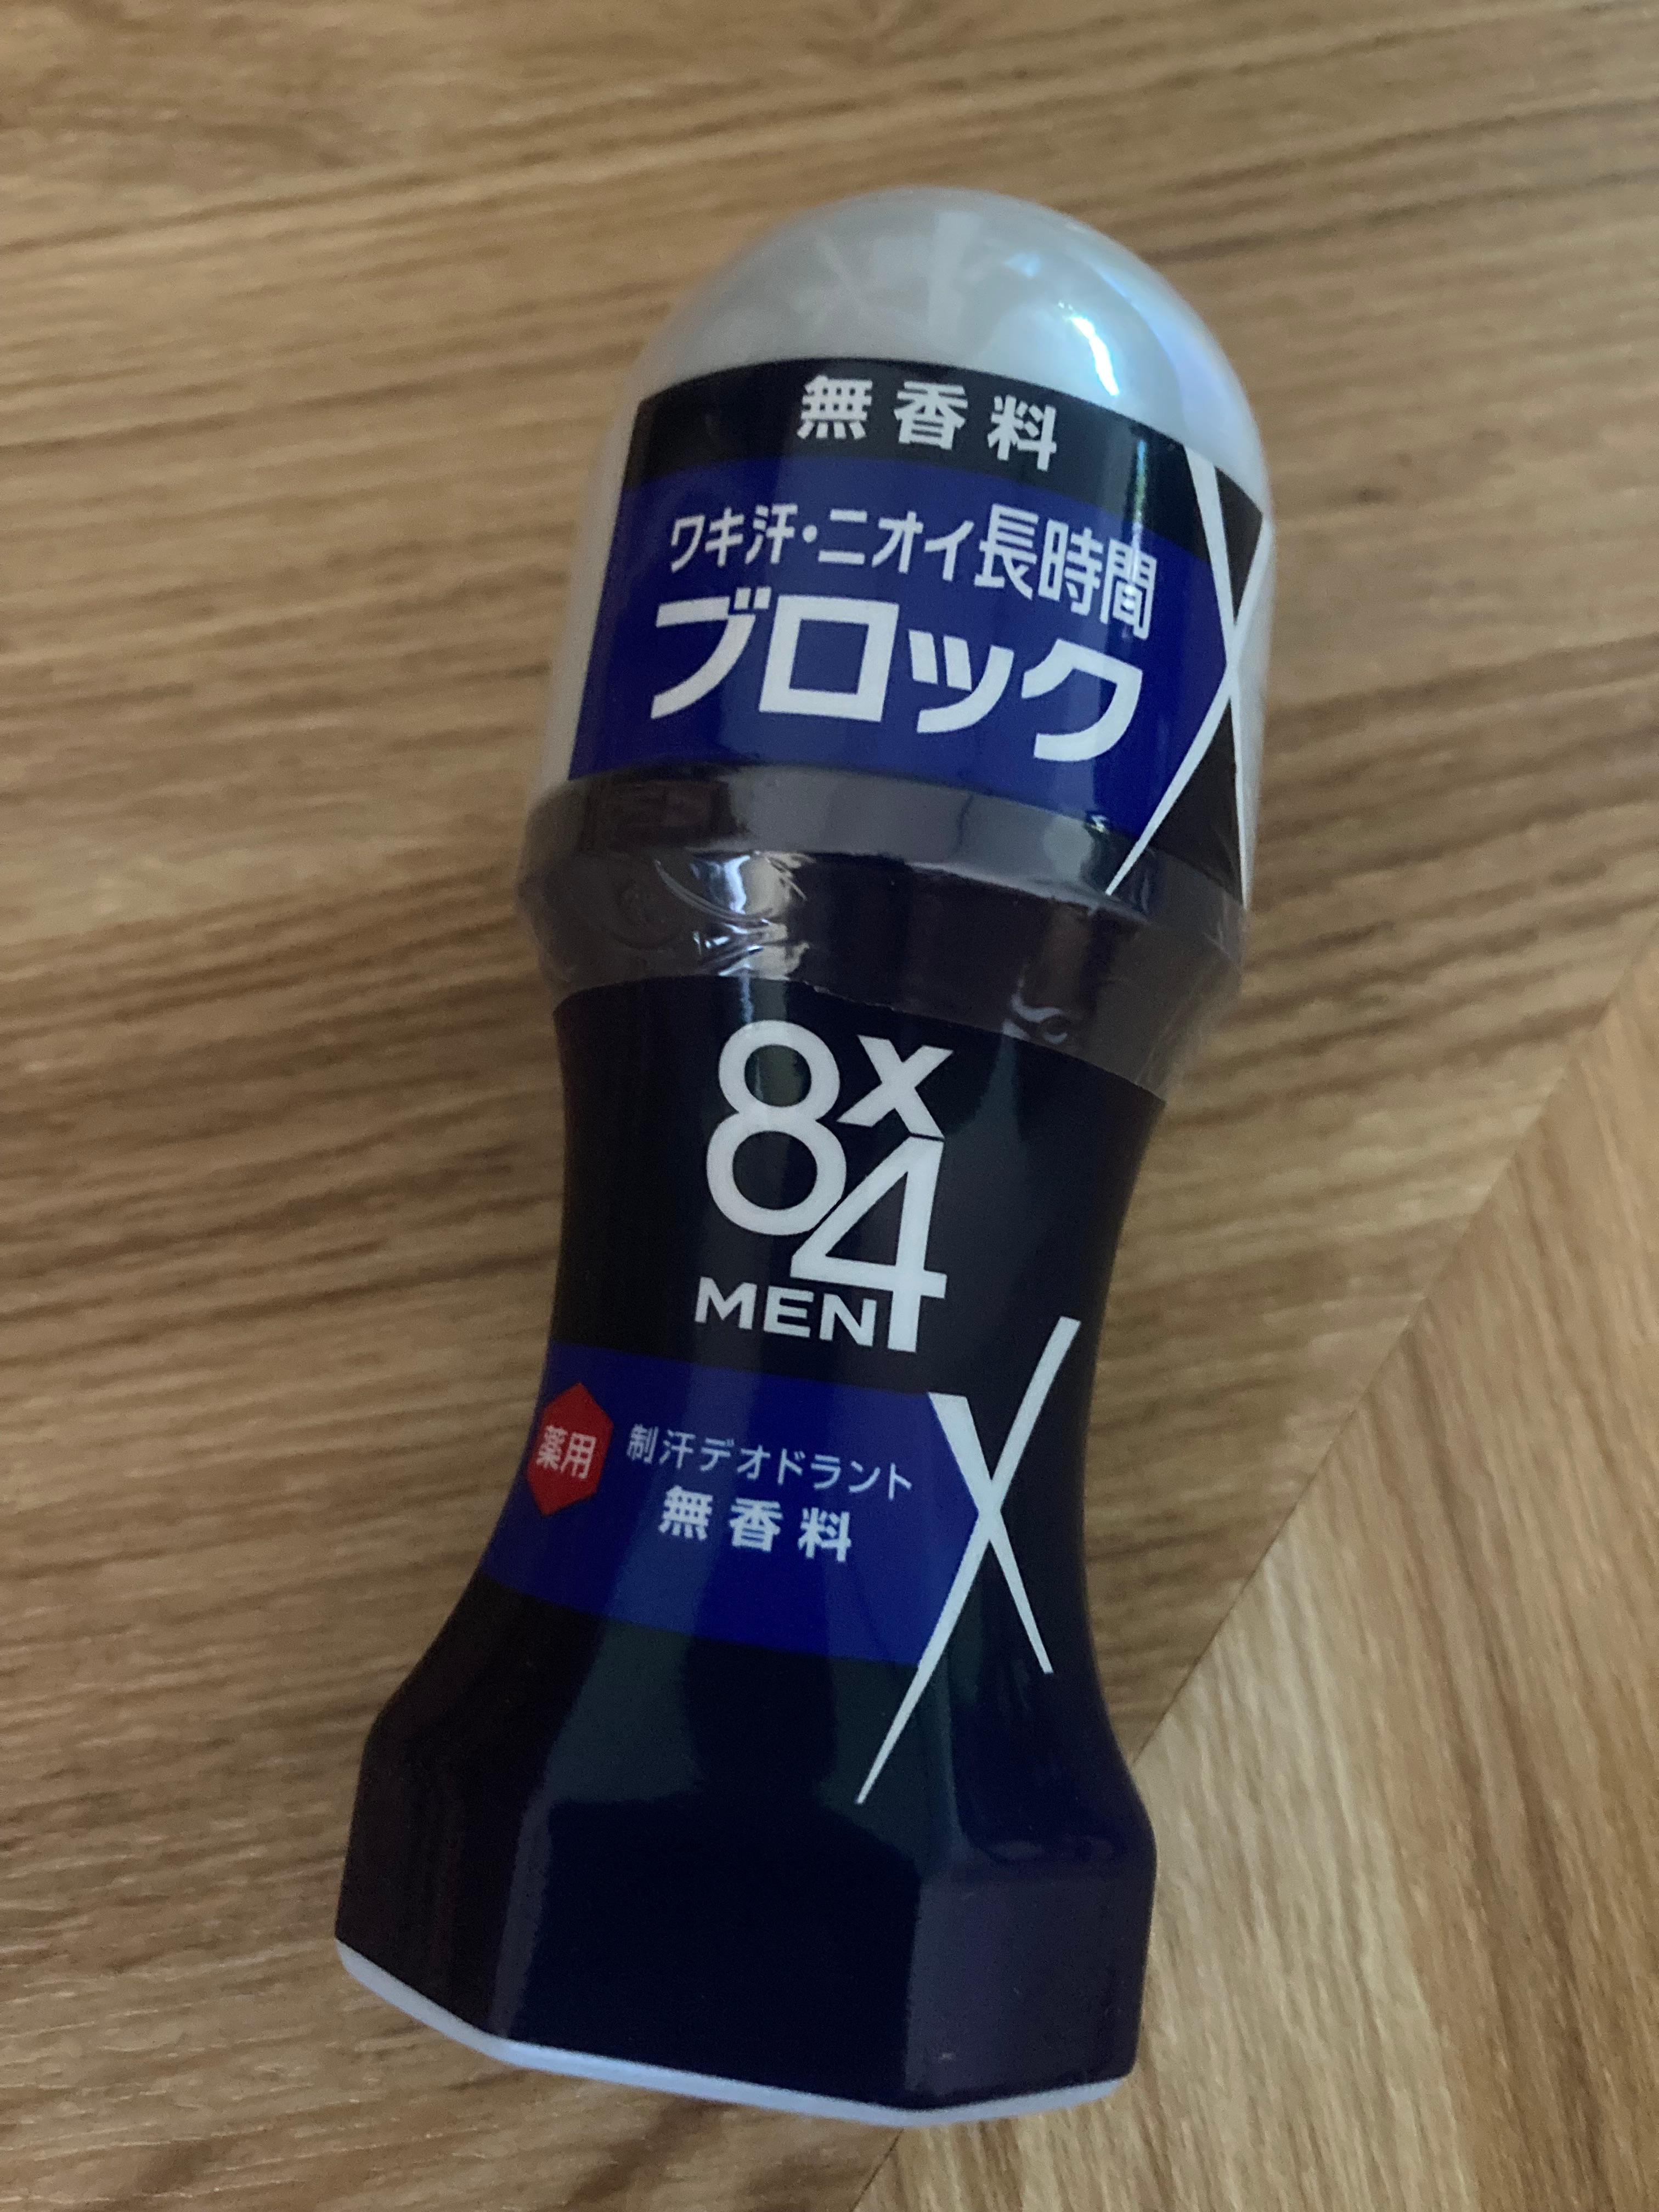 無香料
ワキ汗・ニオイ長時間
ブロック
8x4
MEN
薬用
制汗デオドラント
無香料